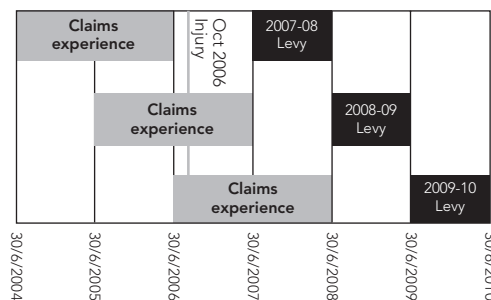 Claims
experience
Oct 2006
Injury
2007-08
Levy
Claims
experience
2008-09
Levy
Claims
experience
2009-10
Levy
30/6/2004
30/6/2005
30/6/2006
30/6/2007
30/6/2008
30/6/2009